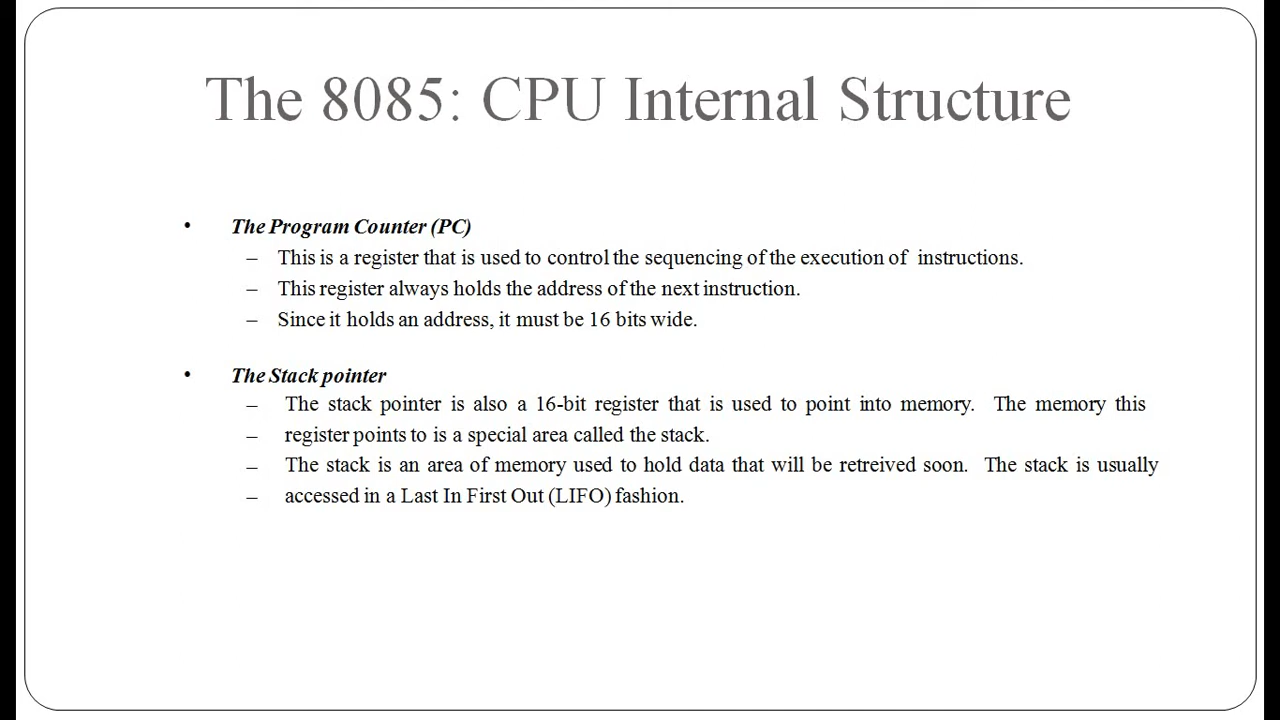 The 8085: CPU Internal Structure
• The Program Counter (PC)
– This is a register that is used to control the sequencing of the execution of instructions.
– This register always holds the address of the next instruction.
– Since it holds an address, it must be 16 bits wide.
• The Stack pointer
– The stack pointer is also a 16-bit register that is used to point into memory. The memory this
– register points to is a special area called the stack.
– The stack is an area of memory used to hold data that will be retreived soon. The stack is usually
– accessed in a Last In First Out (LIFO) fashion.